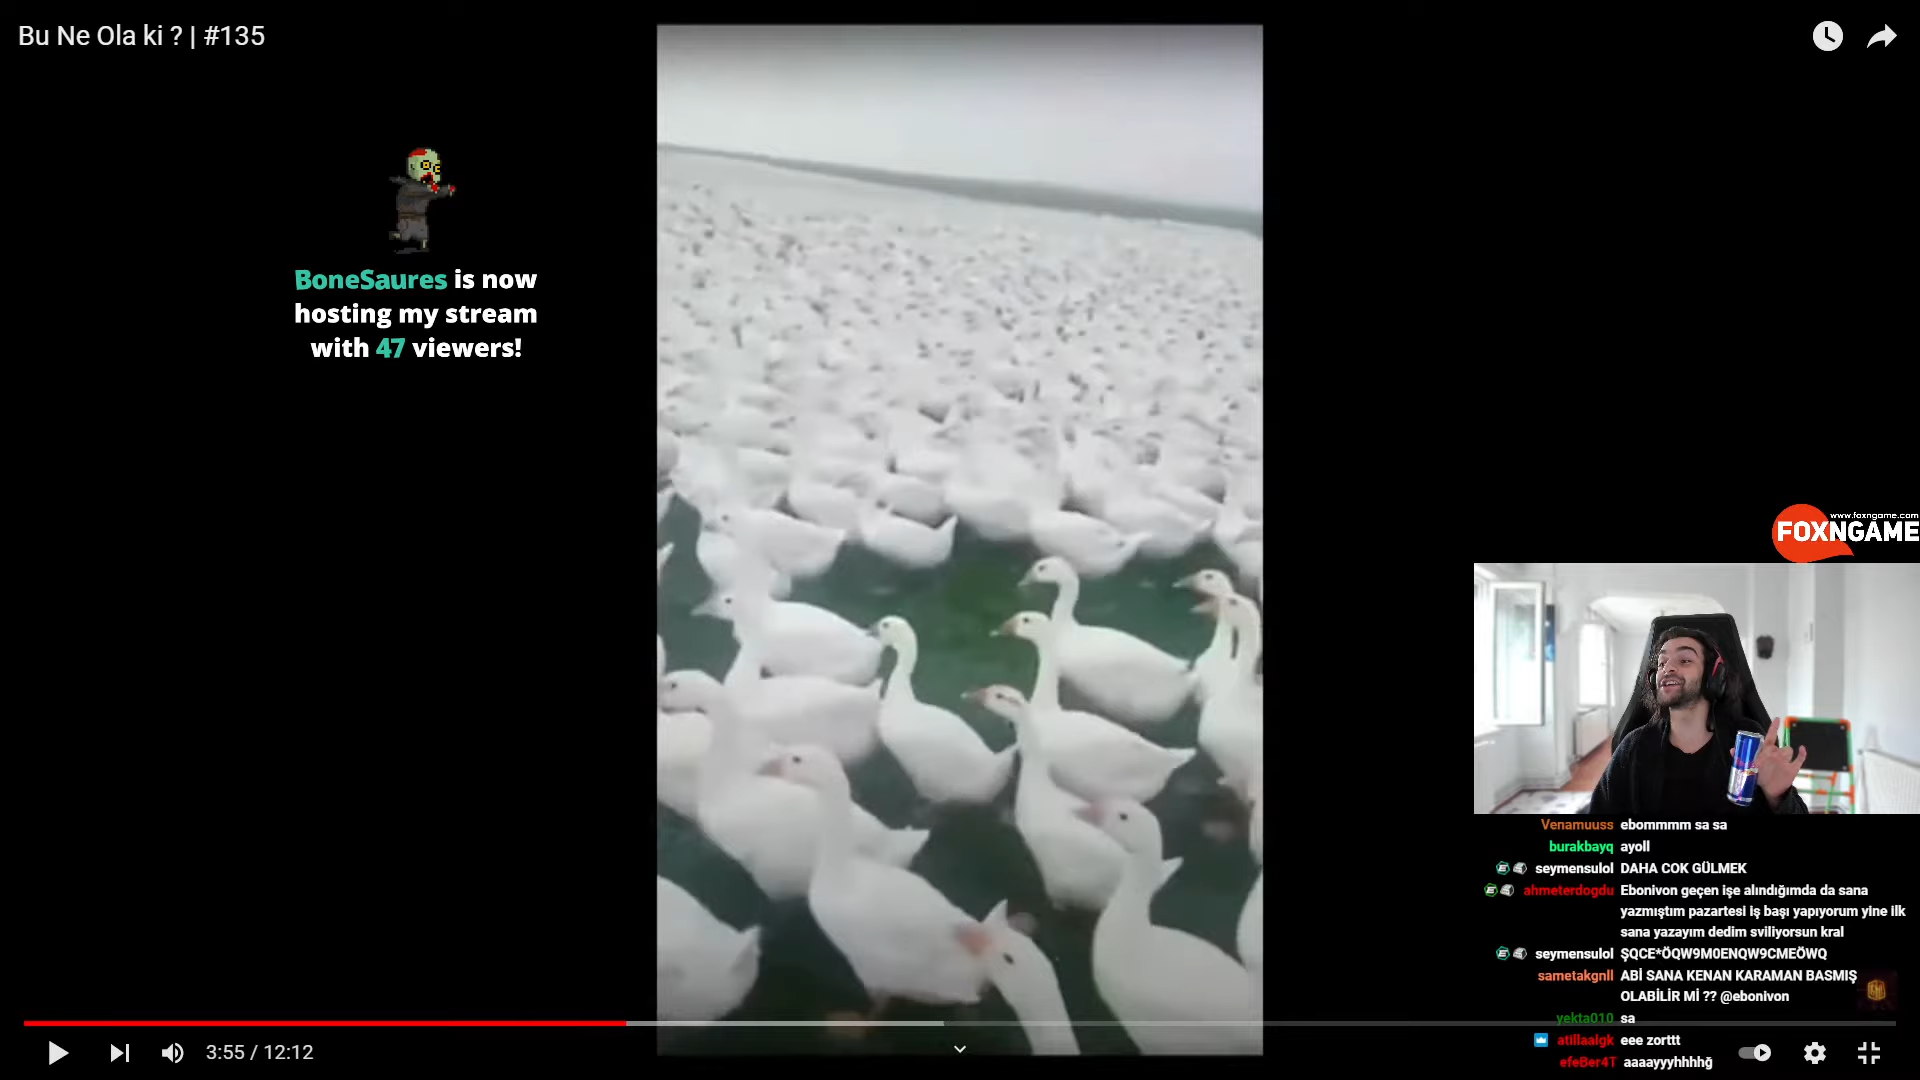 Bu Ne Ola ki ? | #135
BoneSaures is now
hosting my stream
with 47 viewers!
www.foxngame.com
FOXNGAME
Venamuuss ebommmm sa sa
burakbayq ayoll
seymensulol DAHA COK GÜLMEK
ahmeterdogdu Ebonivon geçen işe alındığımda da sana
yazmıştım pazartesi iş başı yapıyorum yine ilk
sana yazayım dedim sviliyorsun kral
seymensulol ŞQCE*ÖQW9M0ENQW9CMEÖWQ
sametakgnll ABİ SANA KENAN KARAMAN BASMIŞ
OLABİLİR Mİ ?? @ebonivon
yekta010 sa
atillaalgk eee zorttt
efeBer4T aaaayyyhhhhğ
3:55 / 12:12